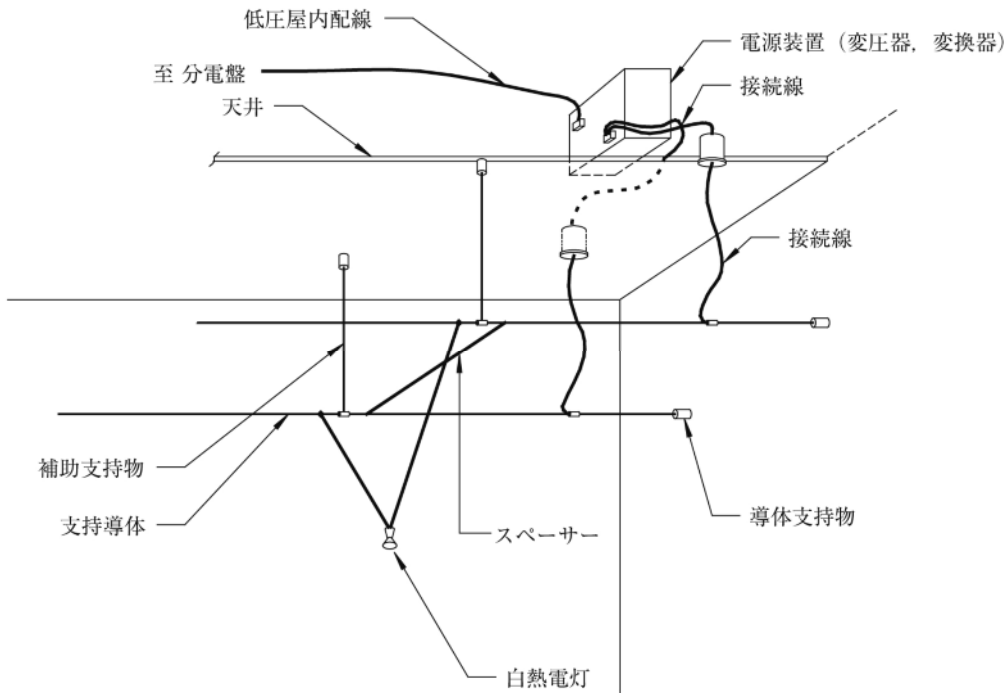 低圧屋内配線
電源装置（変圧器，変換器）
至 分電盤
接続線
天井
接続線
補助支持物
支持導体
スペーサー
導体支持物
白熱電灯